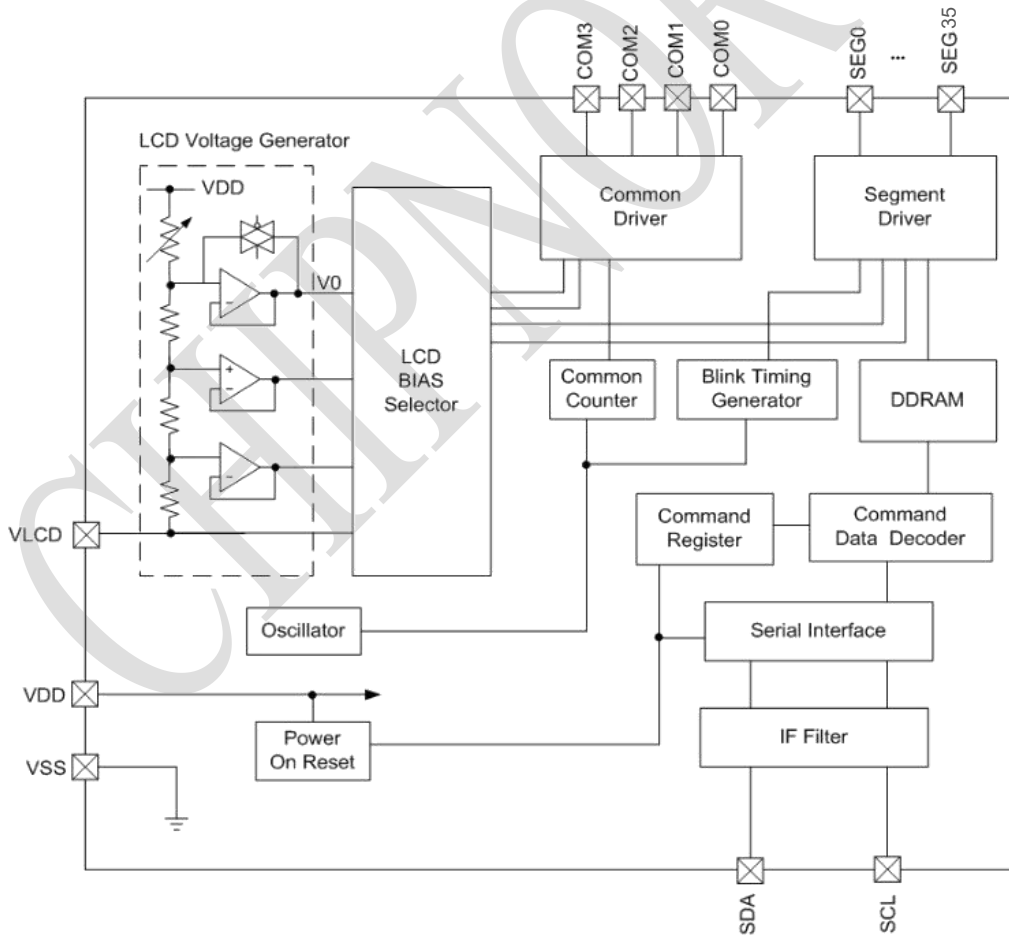 COM3
COM2
COM1
COM0
SEG0
...
SEG35
LCD Voltage Generator
VDD
V0
+
−
−
−
LCD
BIAS
Selector
Common
Driver
Segment
Driver
Common
Counter
Blink Timing
Generator
DDRAM
Command
Register
Command
Data Decoder
VLCD
Oscillator
Serial Interface
VDD
Power
On Reset
IF Filter
VSS
SDA
SCL
CHIPNOR